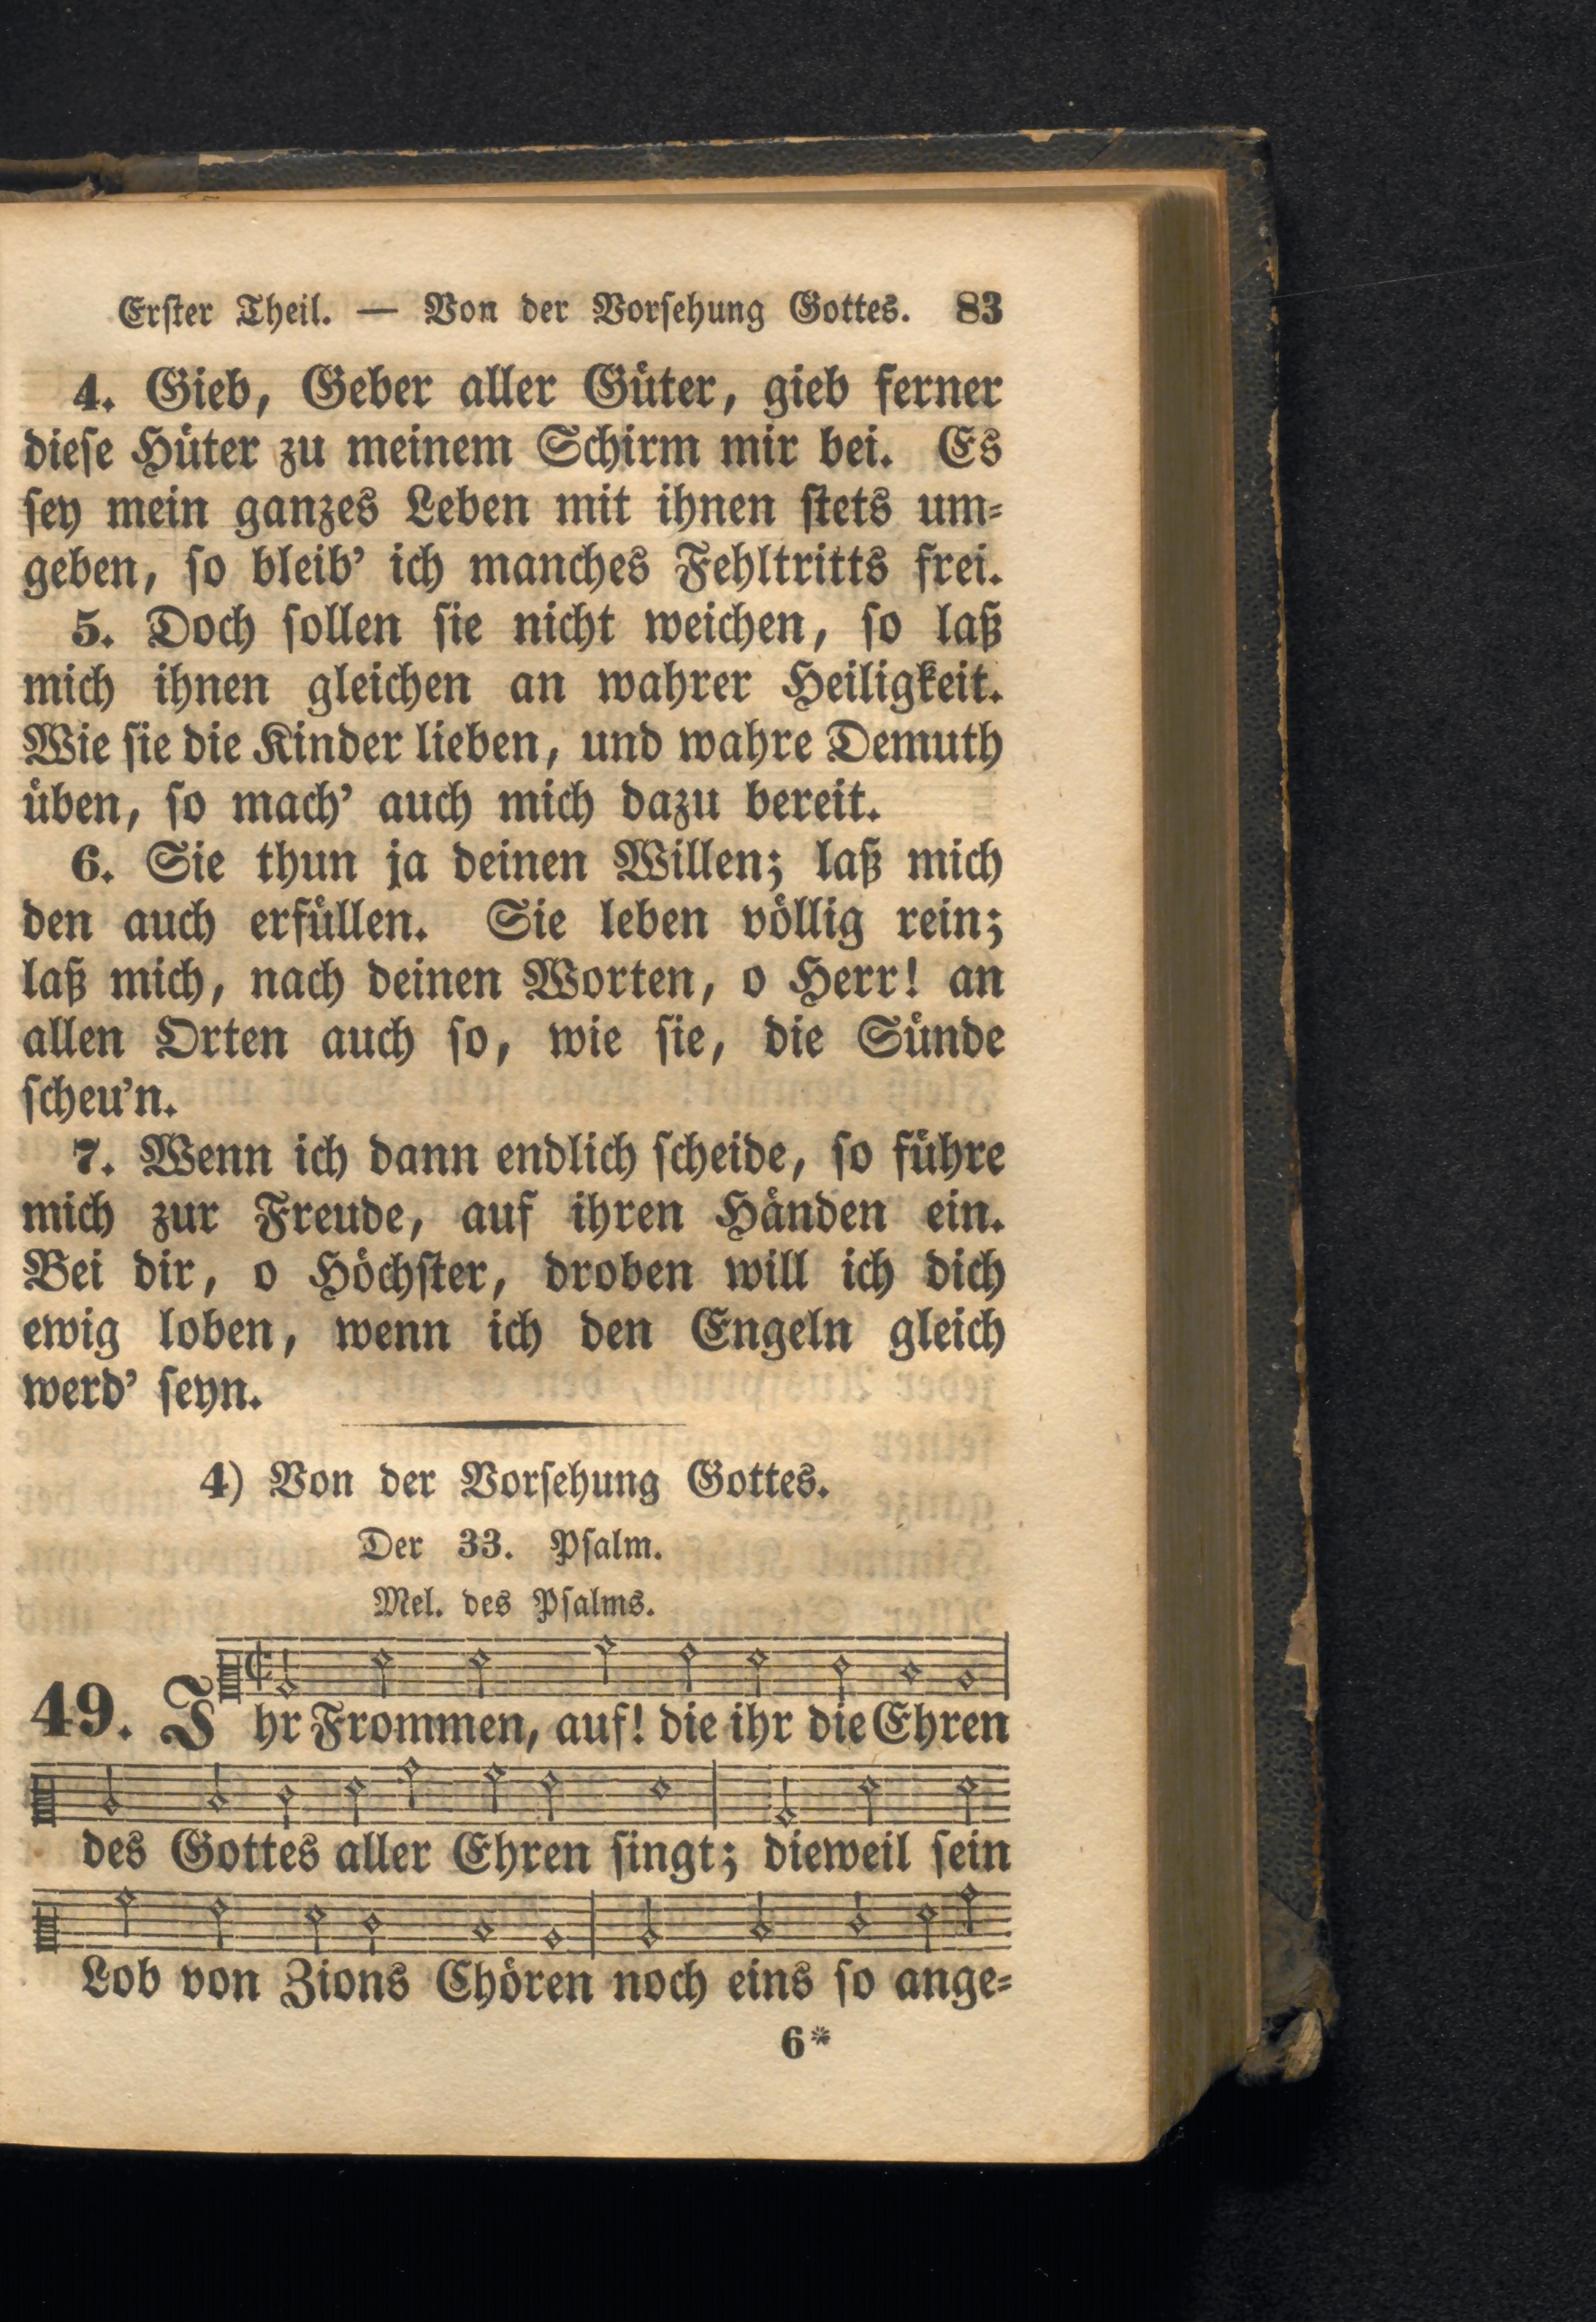 Erſter Theil. — Von der Vorſehung Gottes. 83
4. Gieb, Geber aller Güter, gieb ferner
dieſe Hüter zu meinem Schirm mir bei. Es
ſey mein ganzes Leben mit ihnen ſtets um-
geben, ſo bleib’ ich manches Fehltritts frei.
5. Doch ſollen ſie nicht weichen, ſo laß
mich ihnen gleichen an wahrer Heiligkeit.
Wie ſie die Kinder lieben, und wahre Demuth
üben, ſo mach’ auch mich dazu bereit.
6. Sie thun ja deinen Willen; laß mich
den auch erfüllen. Sie leben völlig rein;
laß mich, nach deinen Worten, o Herr! an
allen Orten auch ſo, wie ſie, die Sünde
ſcheu’n.
7. Wenn ich dann endlich ſcheide, ſo führe
mich zur Freude, auf ihren Händen ein.
Bei dir, o Höchſter, droben will ich dich
ewig loben, wenn ich den Engeln gleich
werd’ ſeyn.
4) Von der Vorſehung Gottes.
Der 33. Pſalm.
Mel. des Pſalms.
49. Ihr Frommen, auf! die ihr die Ehren
des Gottes aller Ehren ſingt; dieweil ſein
Lob von Zions Chören noch eins ſo ange-
6*